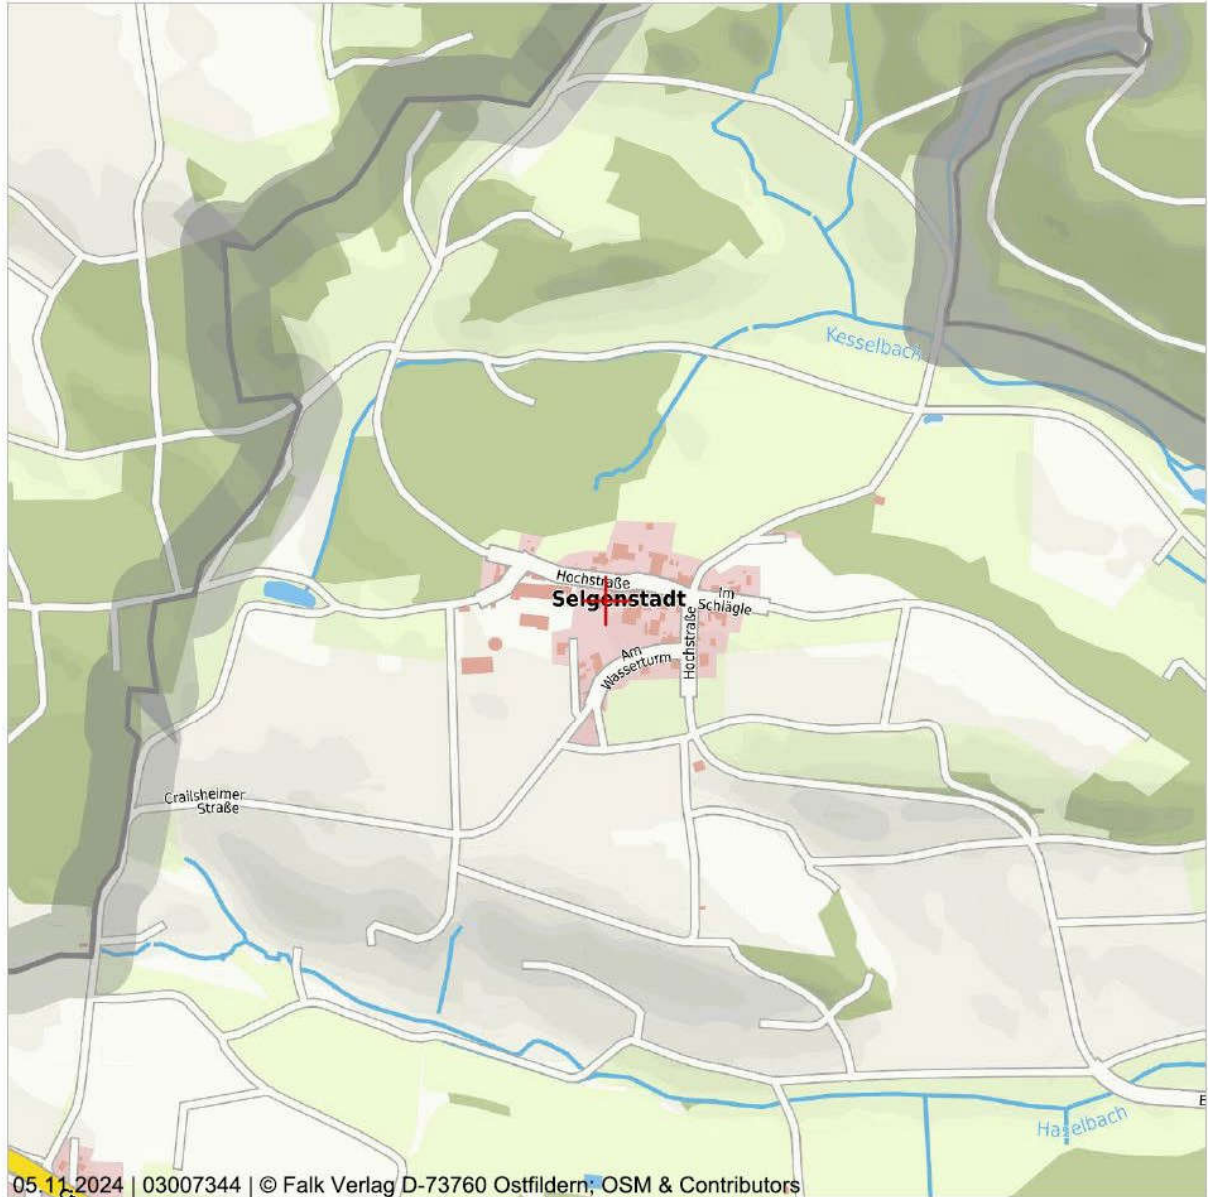 Kesselbach
Hochstraße
Selgenstadt
Im
Schlägle
Hochstraße
Am
Wasserturm
Crailsheimer
Straße
Haselbach
05.11.2024 | 03007344 | © Falk Verlag D-73760 Ostfildern; OSM & Contributors